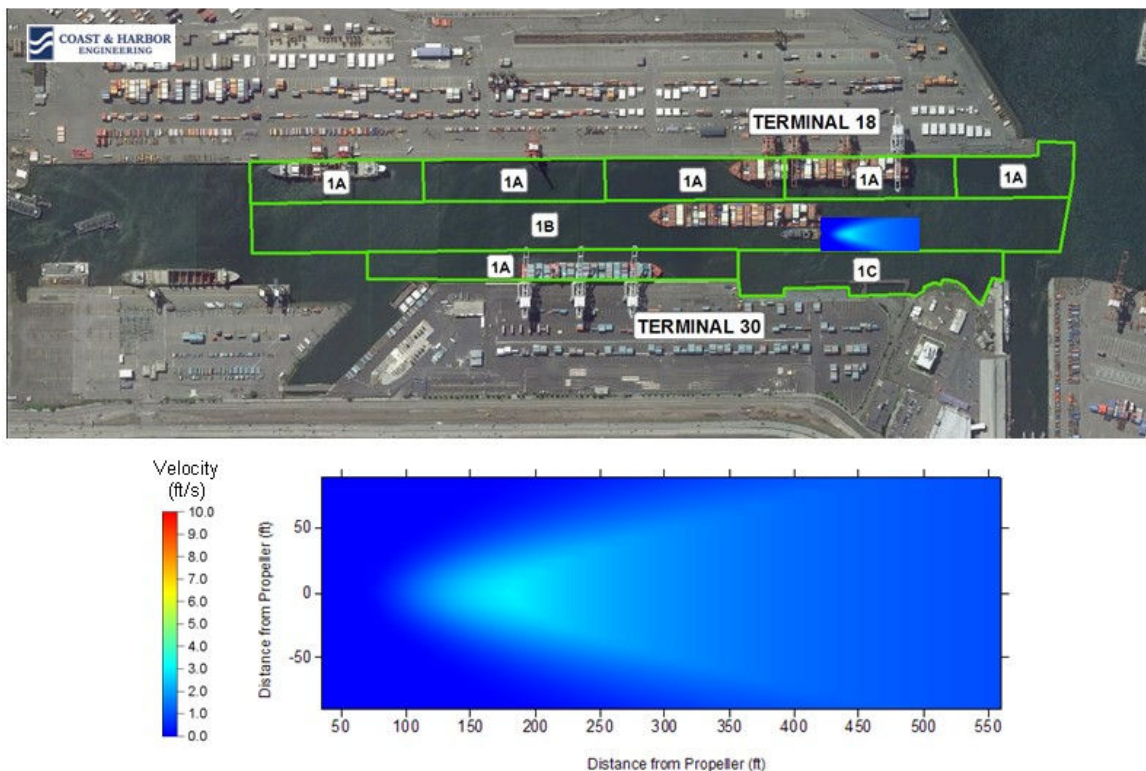 COAST & HARBOR
ENGINEERING
TERMINAL 18
1A
1A
1A
1A
1A
1B
1A
1C
TERMINAL 30
Velocity
(ft/s)
10.0
9.0
8.0
7.0
6.0
5.0
4.0
3.0
2.0
1.0
0.0
Distance from Propeller (ft)
50
0
-50
50 100 150 200 250 300 350 400 450 500 550
Distance from Propeller (ft)